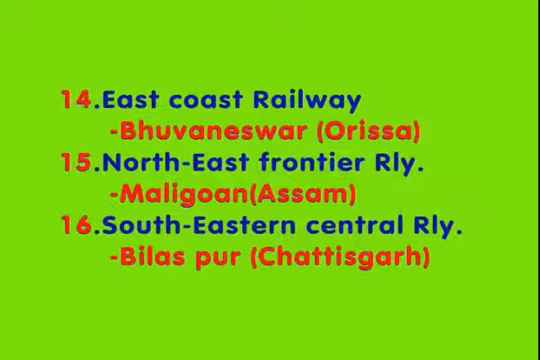 14.East coast Railway
-Bhuvaneswar (Orissa)
15.North-East frontier Rly.
-Maligoan(Assam)
16.South-Eastern central Rly.
-Bilas pur (Chattisgarh)